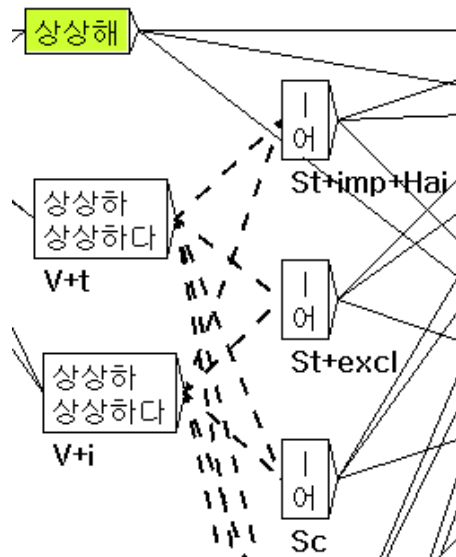 상상해
ㅣ
어
St+imp+Hai
상상하
상상하다
V+t
ㅣ
어
St+excl
상상하
상상하다
V+i
ㅣ
어
Sc